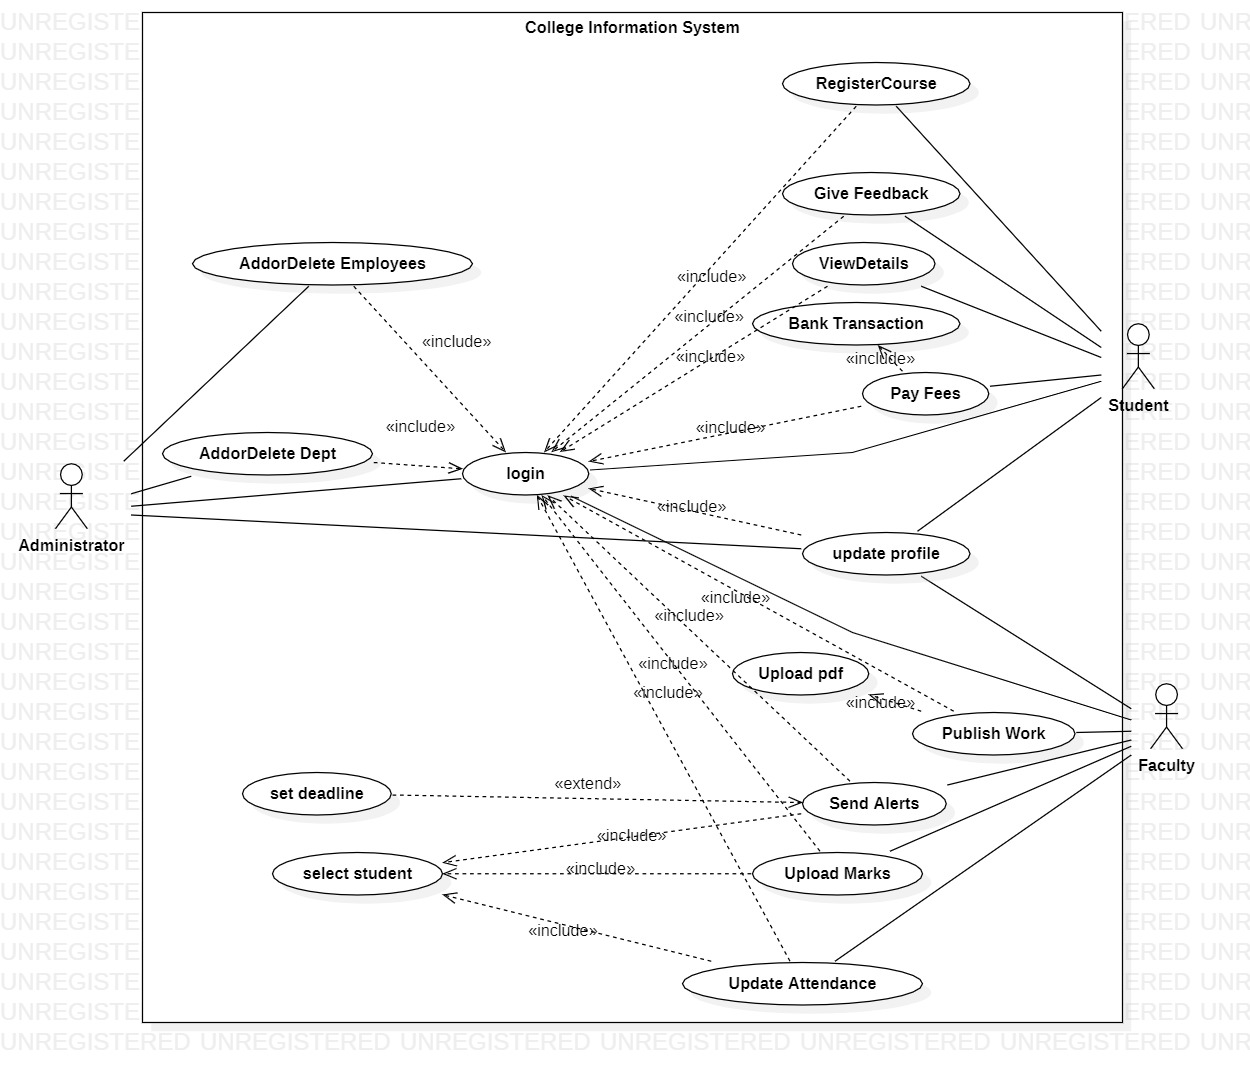 College Information System
RegisterCourse
Give Feedback
AddorDelete Employees
ViewDetails
«include»
«include»
Bank Transaction
«include»
«include»
«include»
Pay Fees
Student
«include»
«include»
AddorDelete Dept
login
«include»
Administrator
update profile
«include»
«include»
«include»
Upload pdf
«include»
«include»
Publish Work
Faculty
«extend»
set deadline
Send Alerts
«include»
«include»
select student
Upload Marks
«include»
Update Attendance
UNREGISTERED UNREGISTERED UNREGISTERED UNREGISTERED UNREGISTERED UNREGISTERED UNR